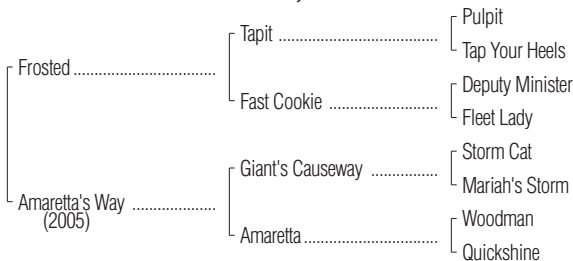 Pulpit
Tapit ........................................
Tap Your Heels
Frosted ...................................
Deputy Minister
Fast Cookie ...........................
Fleet Lady
Storm Cat
Giant's Causeway .................
Mariah's Storm
Amaretta's Way .....................
(2005)
Woodman
Amaretta.................................
Quickshine